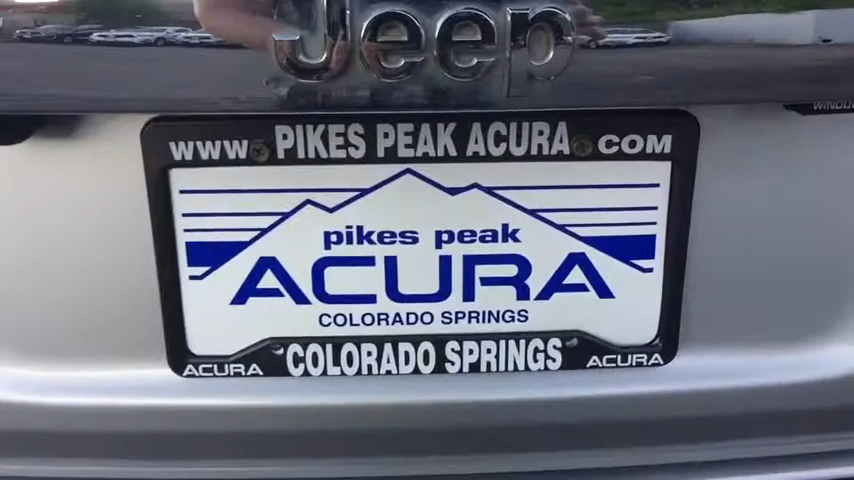 Jeep
WWW PIKES PEAK ACURA COM
pikes peak
ACURA
COLORADO SPRINGS
ACURA COLORADO SPRINGS ACURA